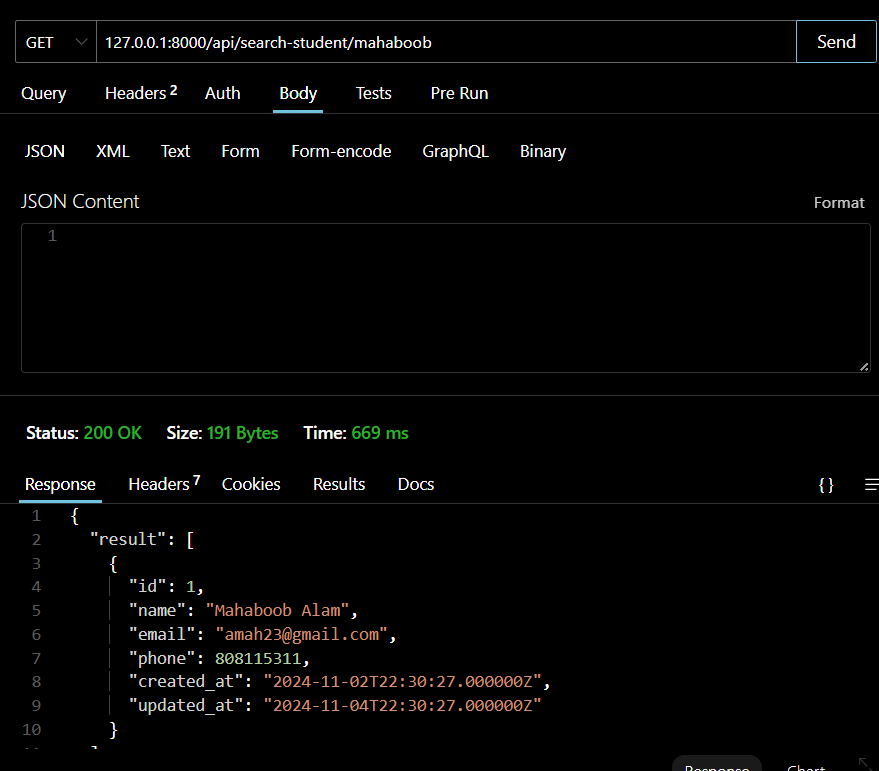 GET 127.0.0.1:8000/api/search-student/mahaboob Send
Query Headers 2 Auth Body Tests Pre Run
JSON XML Text Form Form-encode GraphQL Binary
JSON Content Format
1
Status: 200 OK Size: 191 Bytes Time: 669 ms
Response Headers 7 Cookies Results Docs {}
1 {
2 "result": [
3 {
4 "id": 1,
5 "name": "Mahaboob Alam",
6 "email": "amah23@gmail.com",
7 "phone": 808115311,
8 "created_at": "2024-11-02T22:30:27.000000Z",
9 "updated_at": "2024-11-04T22:30:27.000000Z"
10 }
Response Chart